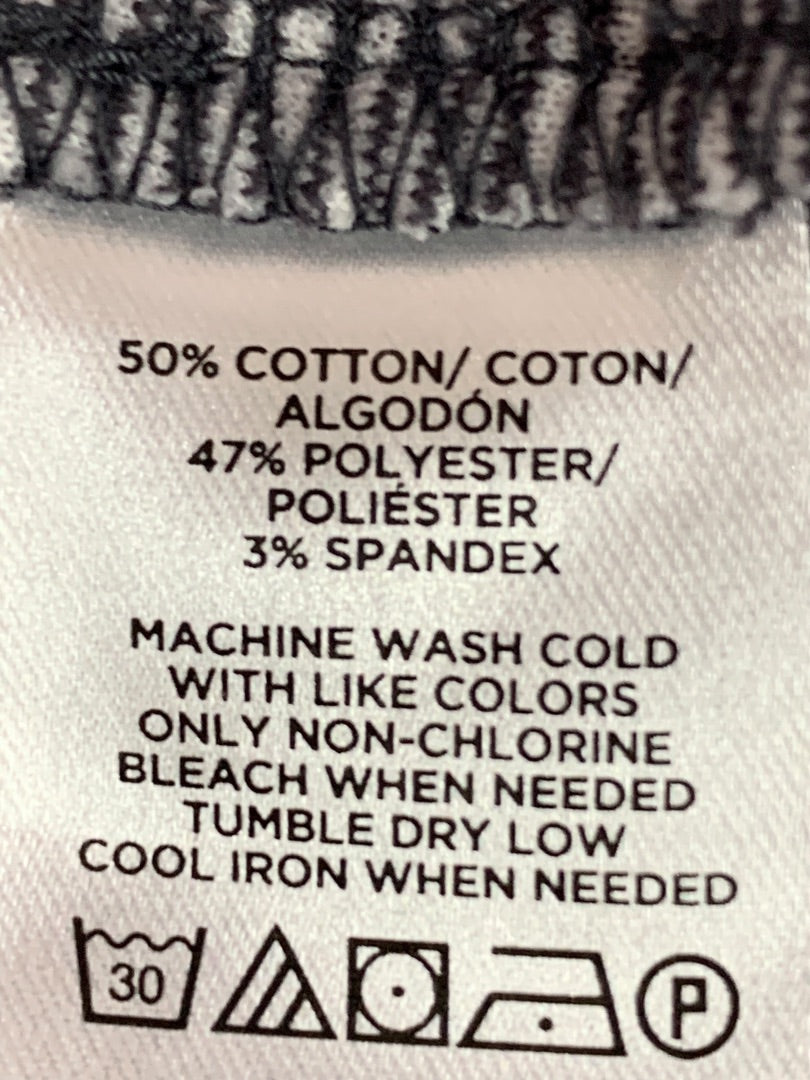 50% COTTON/ COTON/
ALGODÓN
47% POLYESTER/
POLIÉSTER
3% SPANDEX
MACHINE WASH COLD
WITH LIKE COLORS
ONLY NON-CHLORINE
BLEACH WHEN NEEDED
TUMBLE DRY LOW
COOL IRON WHEN NEEDED
30 P